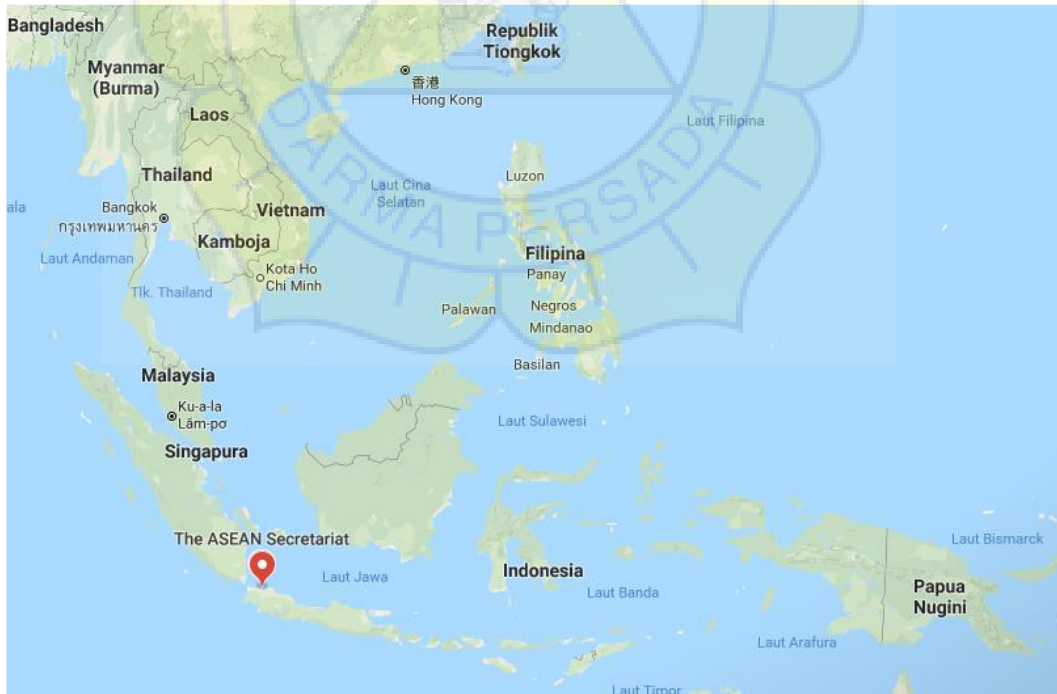 Bangladesh
Republik
Tiongkok
Myanmar
(Burma)
香港
Hong Kong
Laos
Laut Filipina
DARMA PERSADA
Thailand
Luzon
Laut Cina
Selatan
ala
Bangkok
กรุงเทพมหานคร
Vietnam
Kamboja
Filipina
Laut Andaman
Kota Ho
Chi Minh
Panay
Tlk. Thailand
Palawan
Negros
Mindanao
Basilan
Malaysia
Ku-a-la
Lăm-pơ
Laut Sulawesi
Singapura
The ASEAN Secretariat
Laut Bismarck
Laut Jawa
Indonesia
Laut Banda
Papua
Nugini
Laut Arafura
Laut Timor